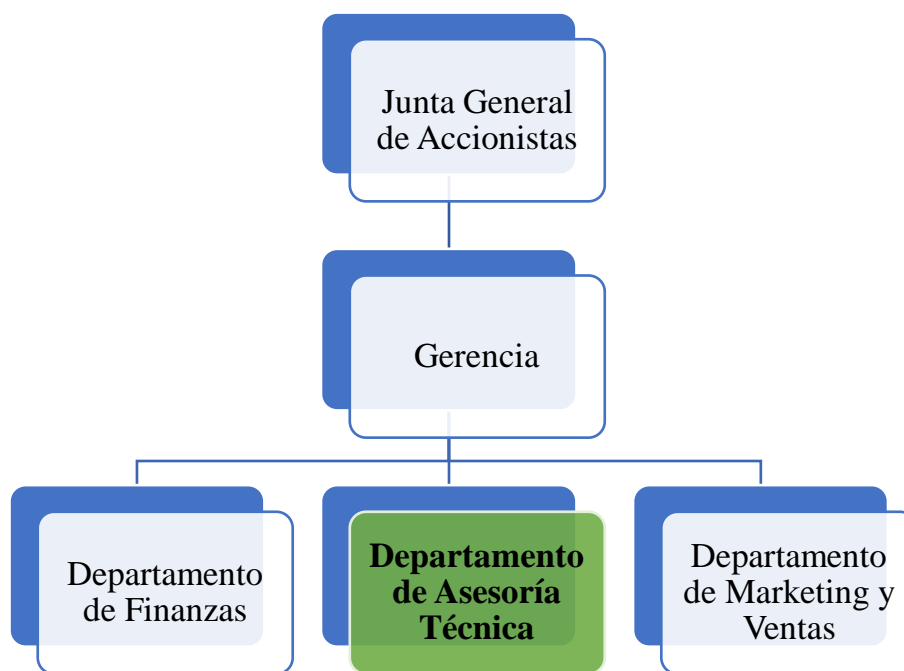 Junta General
de Accionistas
Gerencia
Departamento
de Finanzas
Departamento
de Asesoría
Técnica
Departamento
de Marketing y
Ventas